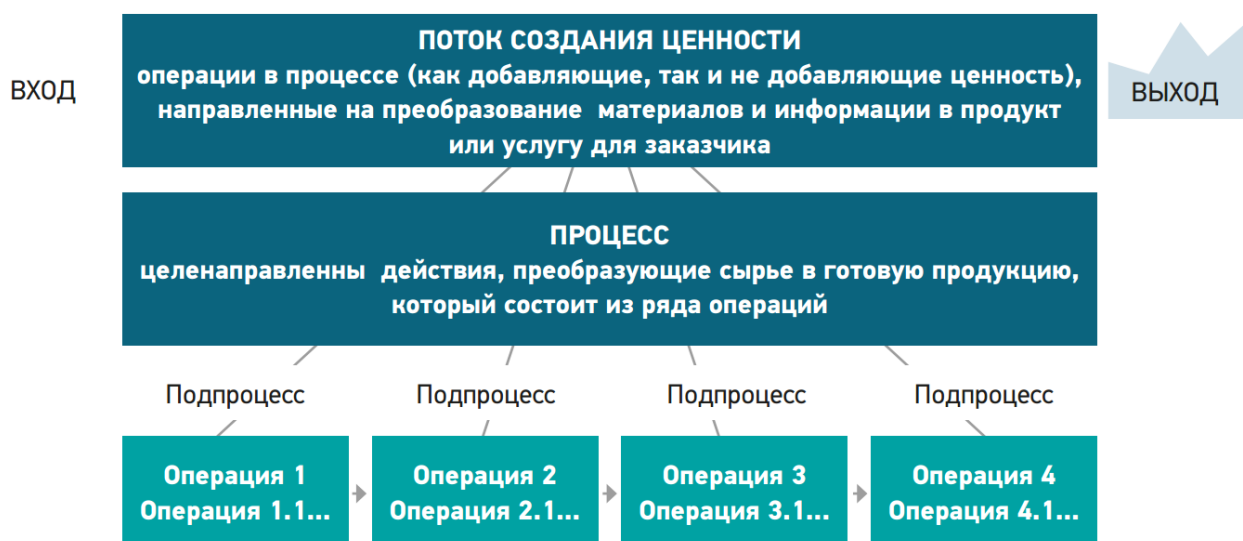 ПОТОК СОЗДАНИЯ ЦЕННОСТИ
операции в процессе (как добавляющие, так и не добавляющие ценность),
направленные на преобразование материалов и информации в продукт
или услугу для заказчика
ВХОД
ВЫХОД
ПРОЦЕСС
целенаправленны действия, преобразующие сырье в готовую продукцию,
который состоит из ряда операций
Подпроцесс
Подпроцесс
Подпроцесс
Подпроцесс
Операция 1
Операция 1.1...
Операция 2
Операция 2.1...
Операция 3
Операция 3.1...
Операция 4
Операция 4.1...